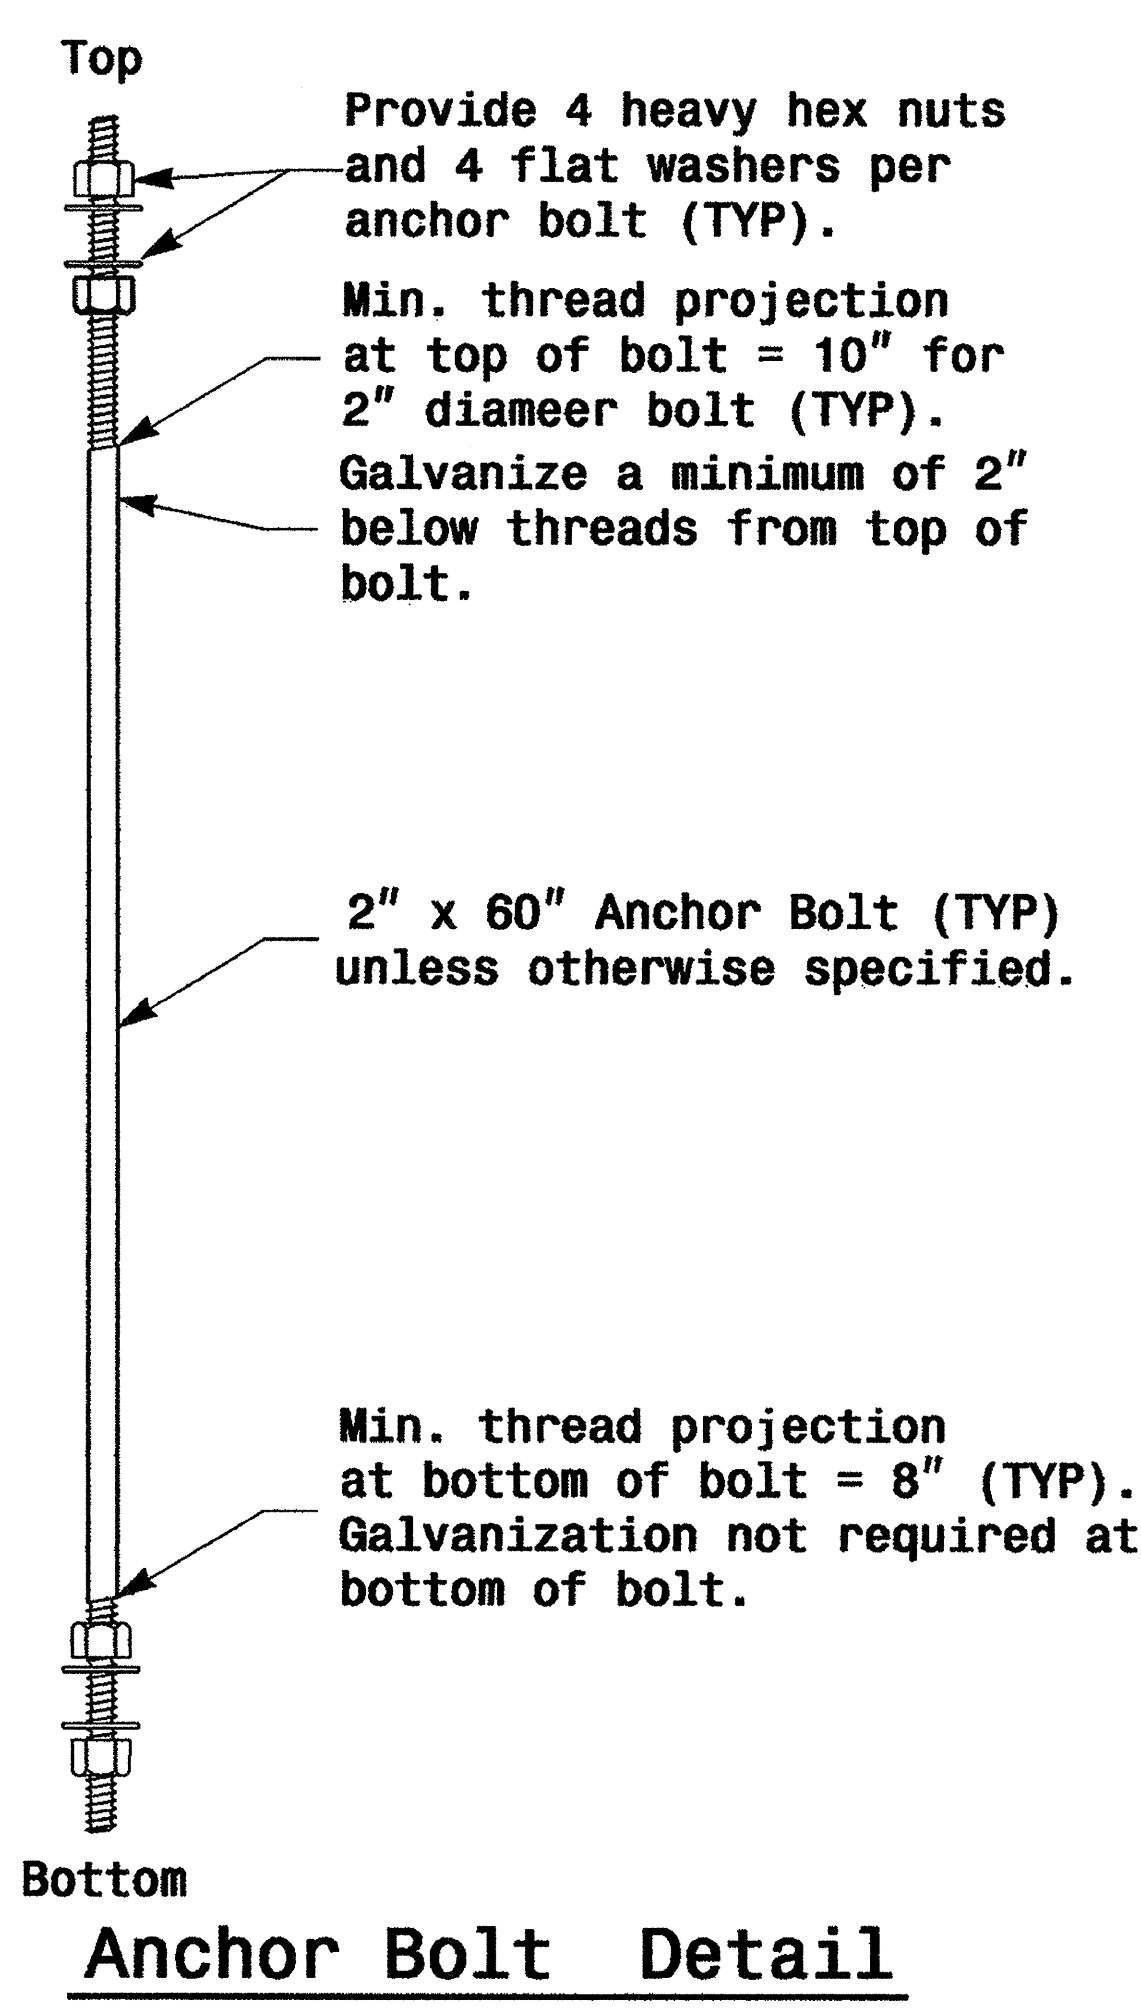 Top
Provide 4 heavy hex nuts
and 4 flat washers per
anchor bolt (TYP).
Min. thread projection
at top of bolt = 10" for
2" diameer bolt (TYP).
Galvanize a minimum of 2"
below threads from top of
bolt.
2" x 60" Anchor Bolt (TYP)
unless otherwise specified.
Min. thread projection
at bottom of bolt = 8" (TYP).
Galvanization not required at
bottom of bolt.
Bottom
Anchor Bolt Detail